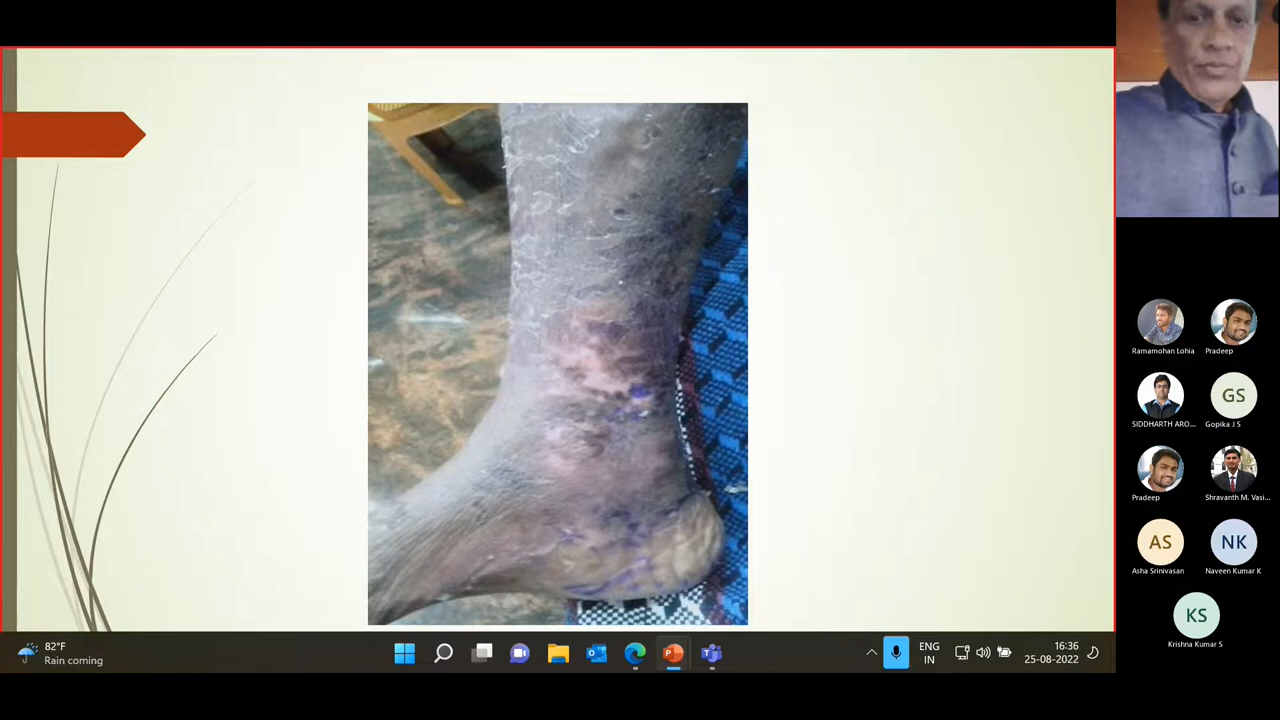 Ramamohan Lohia
Pradeep
SIDDHARTH ARO...
GS
Gopika J S
Pradeep
Shravanth M. Vasi...
AS
NK
Asha Srinivasan
Naveen Kumar K
KS
Krishna Kumar S
82°F
Rain coming
ENG
IN
16:36
25-08-2022